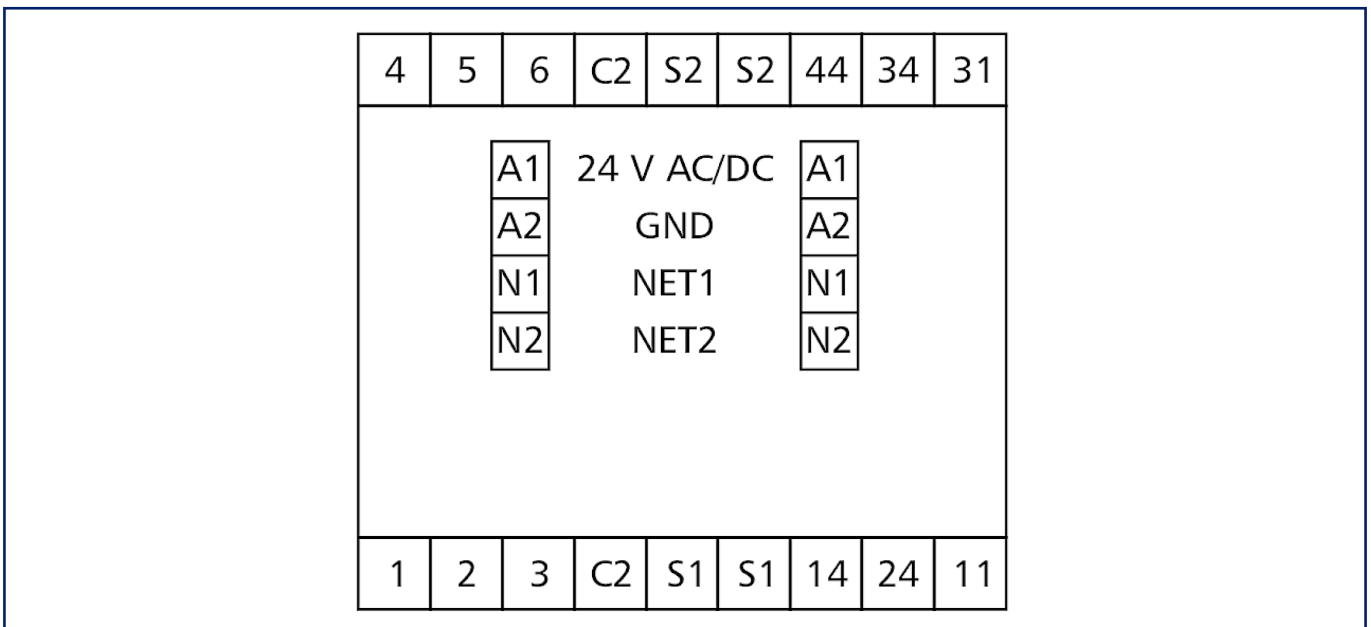 4 5 6 C2 S2 S2 44 34 31
A1 24 V AC/DC A1
A2 GND A2
N1 NET1 N1
N2 NET2 N2
1 2 3 C2 S1 S1 14 24 11